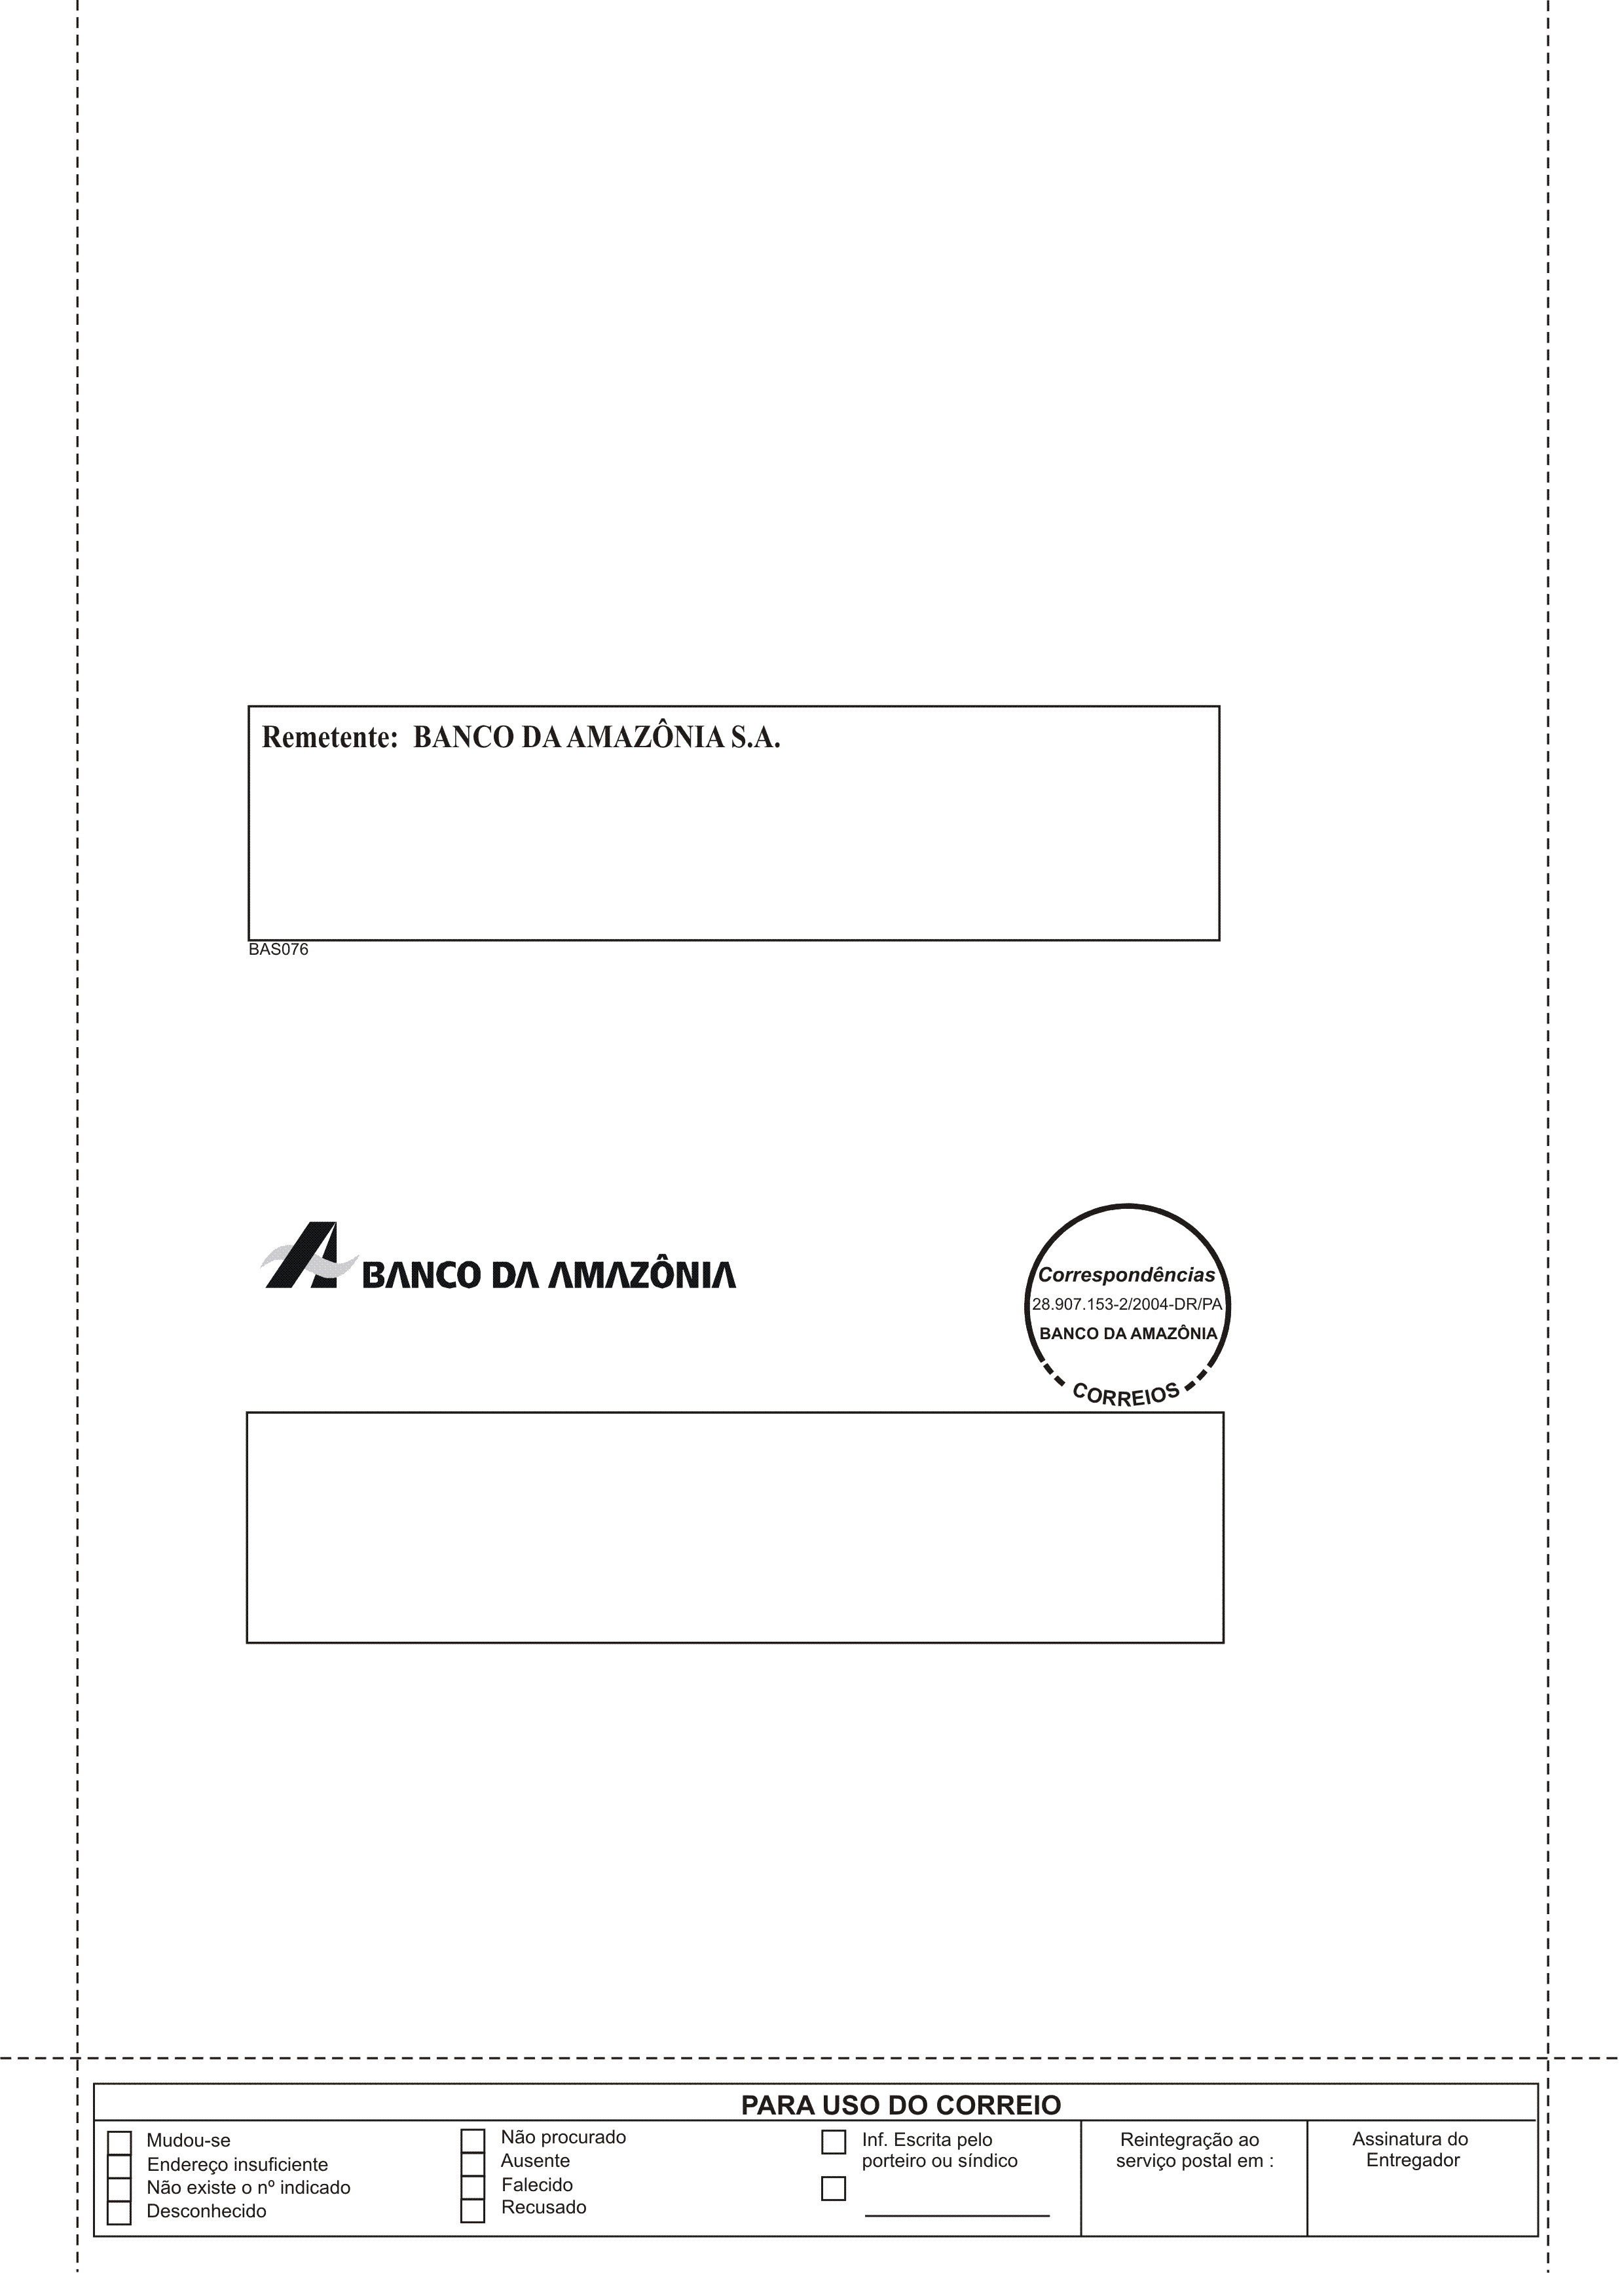 Remetente: BANCO DA AMAZÔNIA S.A.
BAS076
BANCO DA AMAZÔNIA
Correspondências
28.907.153-2/2004-DR/PA
BANCO DA AMAZÔNIA
CORREIOS
PARA USO DO CORREIO
Mudou-se
Endereço insuficiente
Não existe o nº indicado
Desconhecido
Não procurado
Ausente
Falecido
Recusado
Inf. Escrita pelo
porteiro ou síndico
Reintegração ao
serviço postal em :
Assinatura do
Entregador